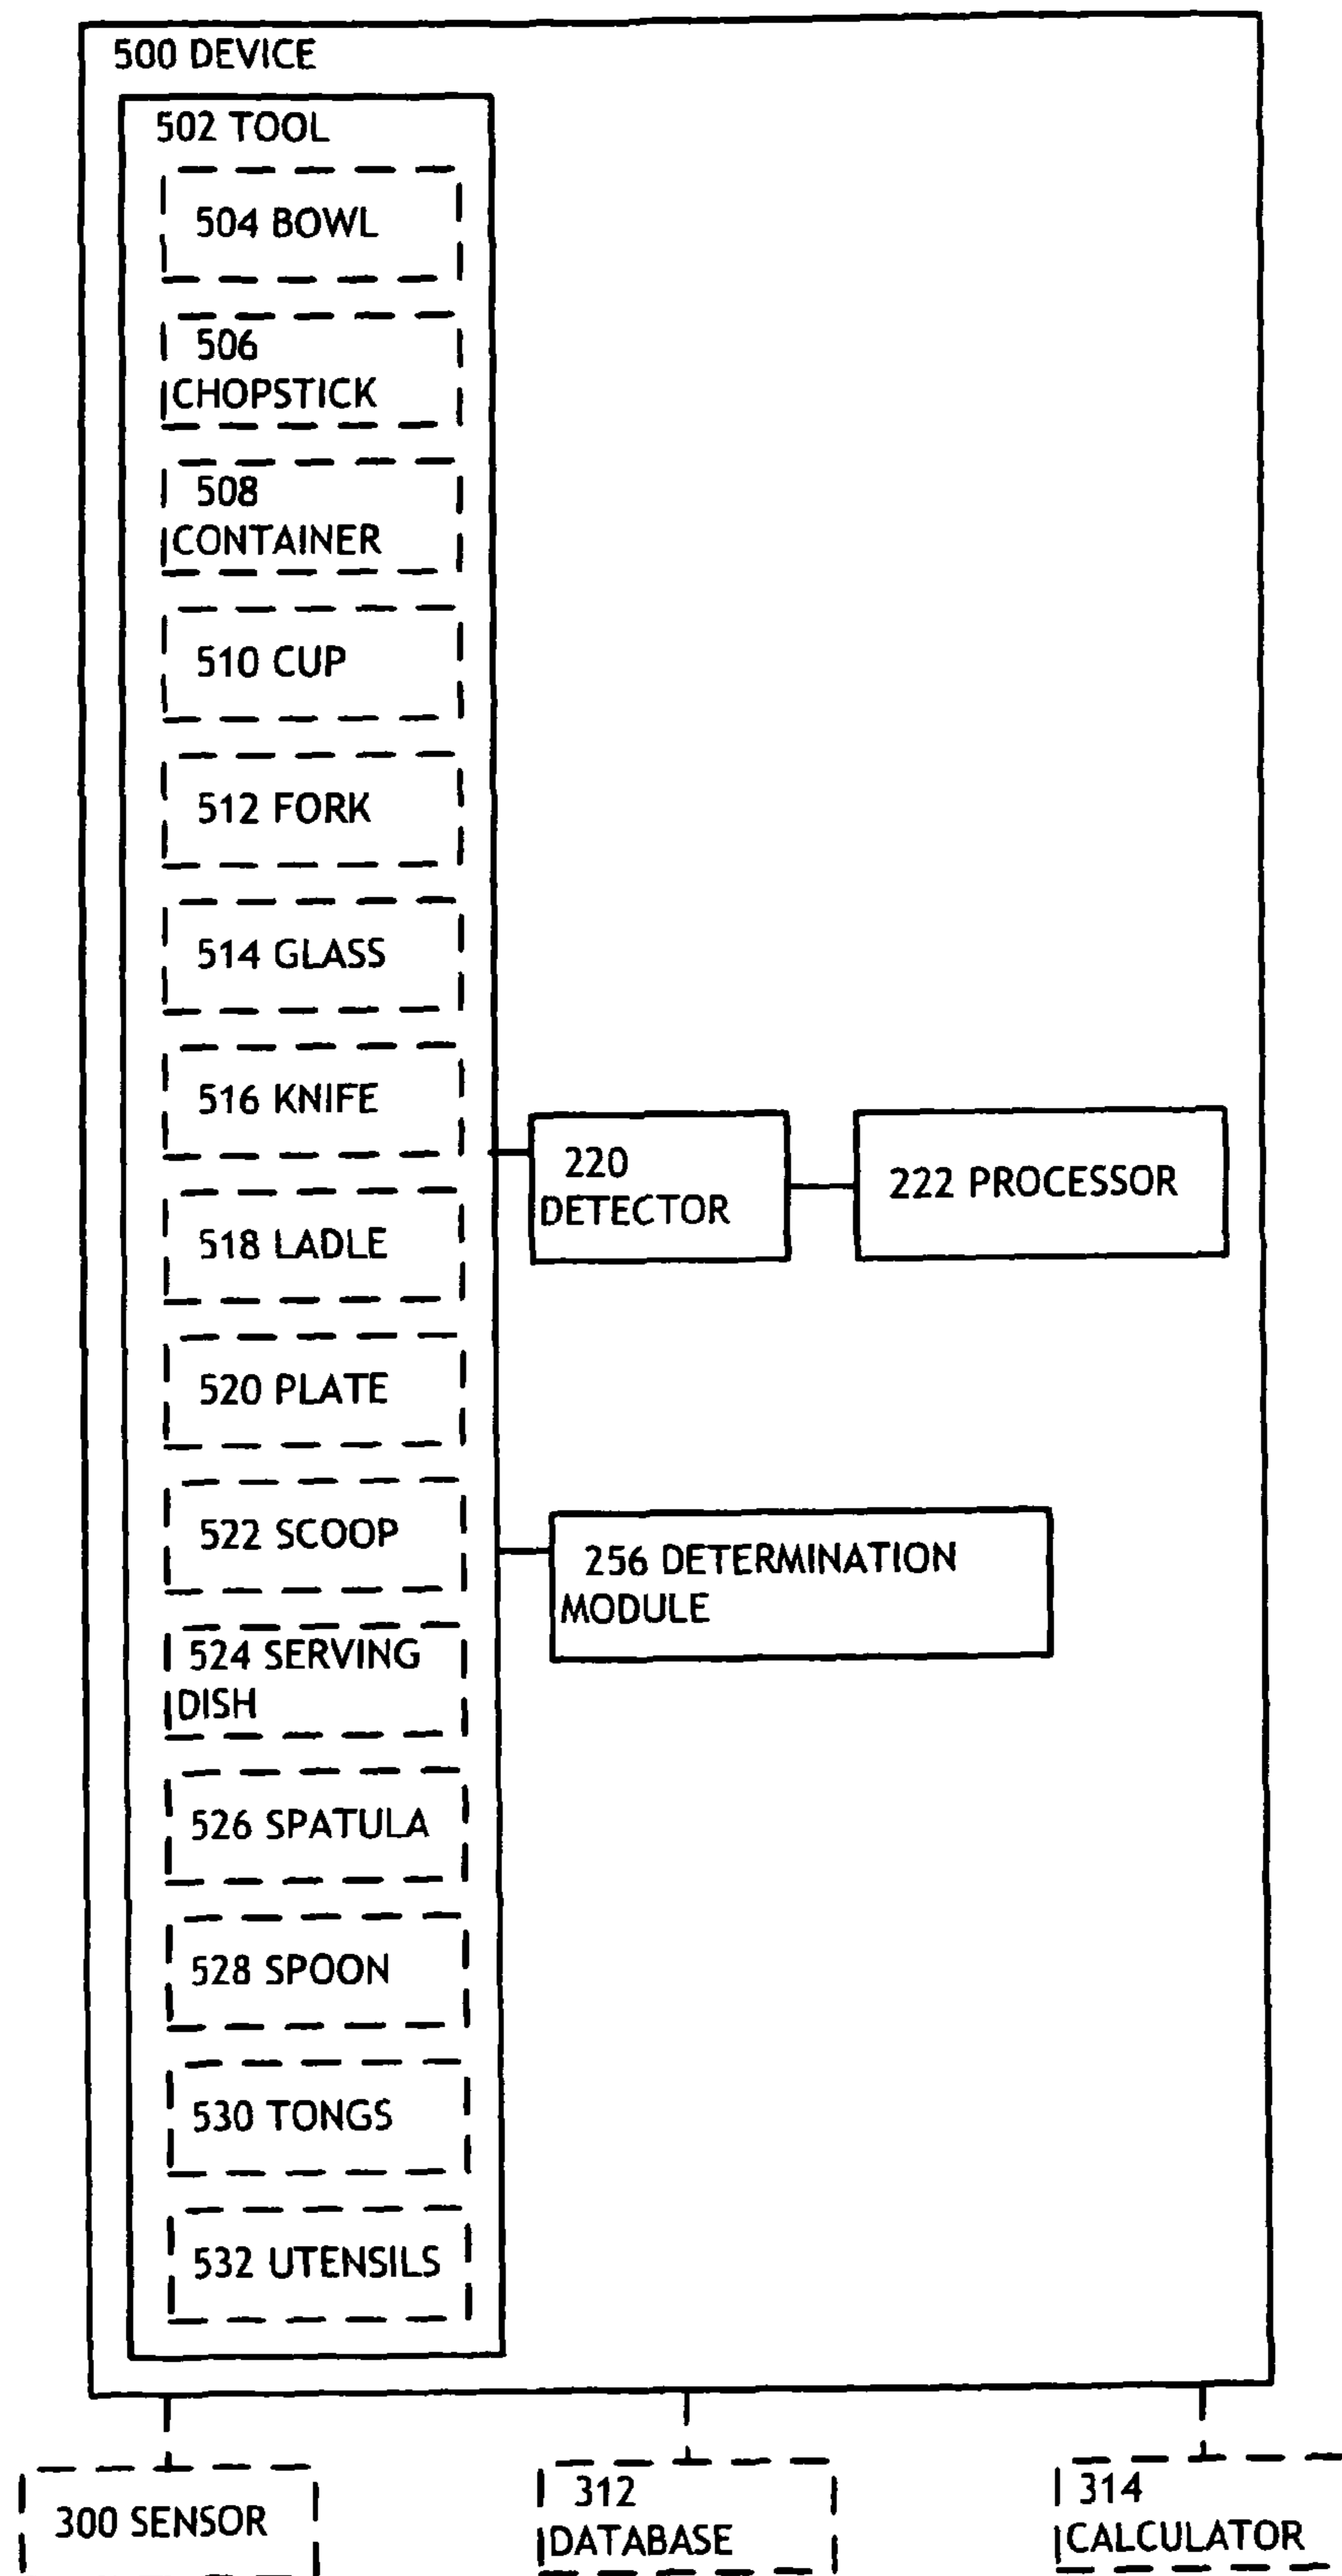 500 DEVICE
502 TOOL
504 BOWL
506
CHOPSTICK
508
CONTAINER
510 CUP
512 FORK
514 GLASS
516 KNIFE
518 LADLE
520 PLATE
522 SCOOP
524 SERVING
DISH
526 SPATULA
528 SPOON
530 TONGS
532 UTENSILS
220
DETECTOR
222 PROCESSOR
256 DETERMINATION
MODULE
300 SENSOR
312
DATABASE
314
CALCULATOR